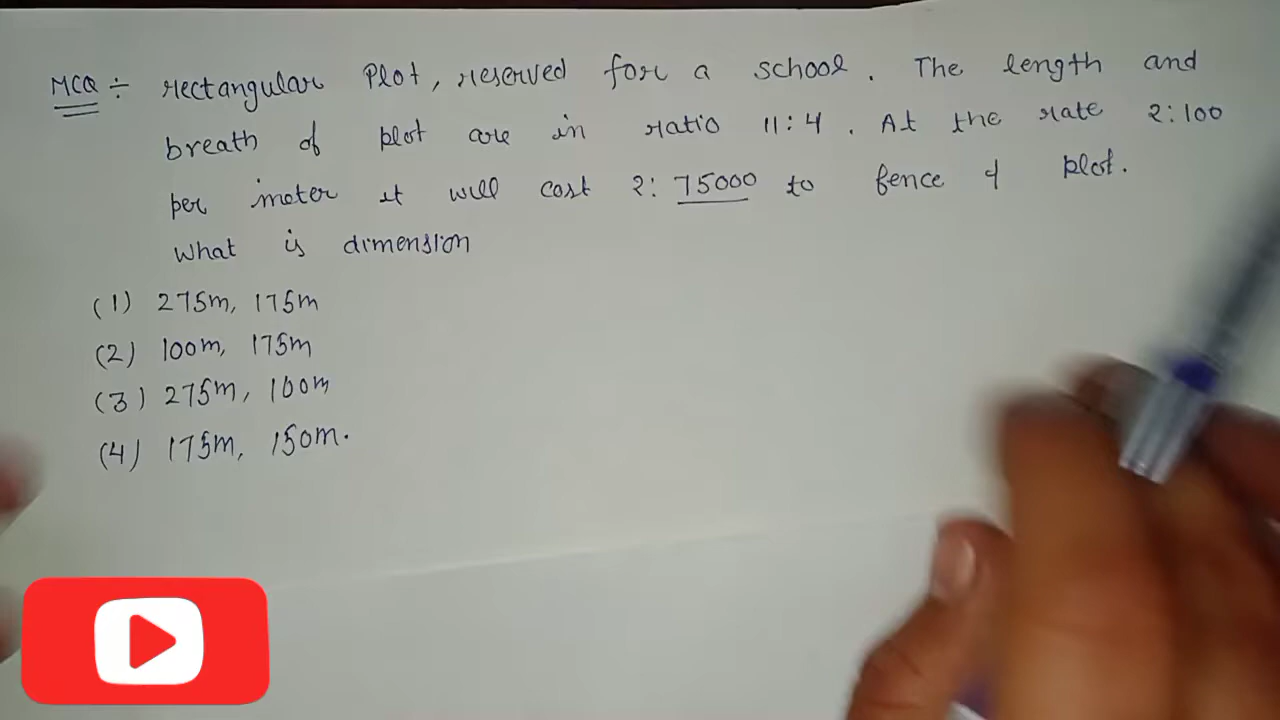 MCQ ÷ rectangular Plot, reserved for a school. The length and
breath of plot are in ratio 11:4. At the rate 2:100
per meter it will cost 2: 75000 to fence 4 plot.
What is dimension
(1) 275m, 175m
(2) 100m, 175m
(3) 275m, 100m
(4) 175m, 150m.